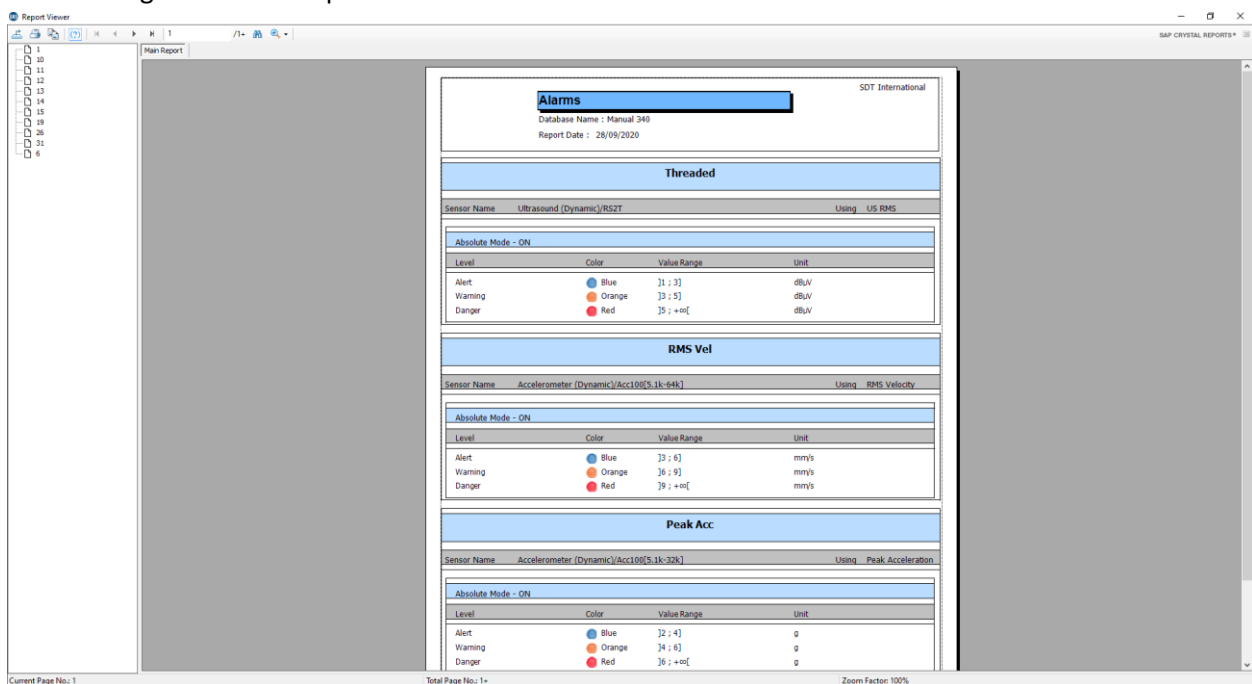 Report Viewer
1 /1+ SAP CRYSTAL REPORTS®
Main Report
1
10
11
12
13
14
15
19
26
31
6
SDT International
Alarms
Database Name : Manual 340
Report Date : 28/09/2020
Threaded
Sensor Name Ultrasound (Dynamic)/RS2T Using US RMS
Absolute Mode - ON
Level Color Value Range Unit
Alert Blue ]1 ; 3] dBµV
Warning Orange ]3 ; 5] dBµV
Danger Red ]5 ; +∞[ dBµV
RMS Vel
Sensor Name Accelerometer (Dynamic)/Acc100[5.1k-64k] Using RMS Velocity
Absolute Mode - ON
Level Color Value Range Unit
Alert Blue ]3 ; 6] mm/s
Warning Orange ]6 ; 9] mm/s
Danger Red ]9 ; +∞[ mm/s
Peak Acc
Sensor Name Accelerometer (Dynamic)/Acc100[5.1k-32k] Using Peak Acceleration
Absolute Mode - ON
Level Color Value Range Unit
Alert Blue ]2 ; 4] g
Warning Orange ]4 ; 6] g
Danger Red ]6 ; +∞[ g
Current Page No.: 1 Total Page No.: 1+ Zoom Factor: 100%